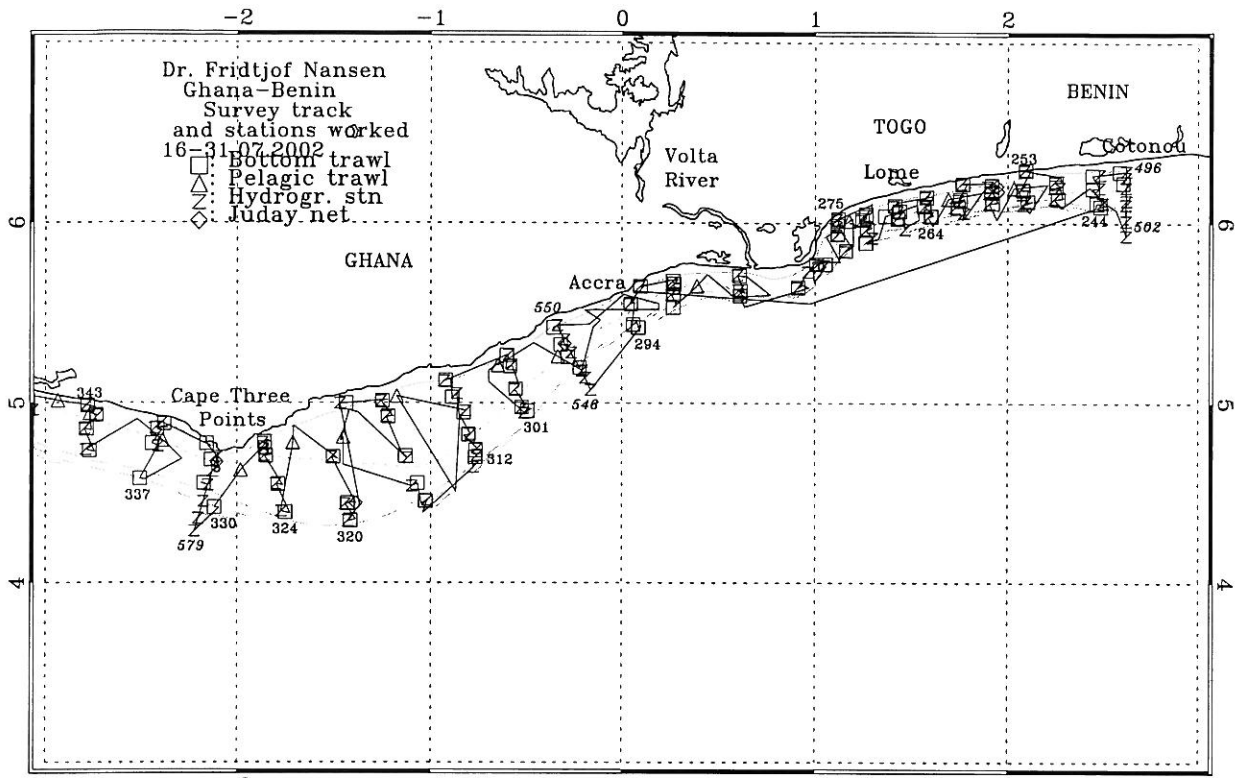 -2 -1 0 1 2
Dr. Fridtjof Nansen
Ghana-Benin
Survey track
and stations worked
16-31.07.2002
: Bottom trawl
: Pelagic trawl
: Hydrogr. stn
: Juday net
BENIN
TOGO
Cotonou
Volta
River
Lome
253
496
275
264
244
502
6
6
GHANA
Accra
550
294
546
343
Cape Three
Points
5
5
301
312
337
330
324
320
579
4
4